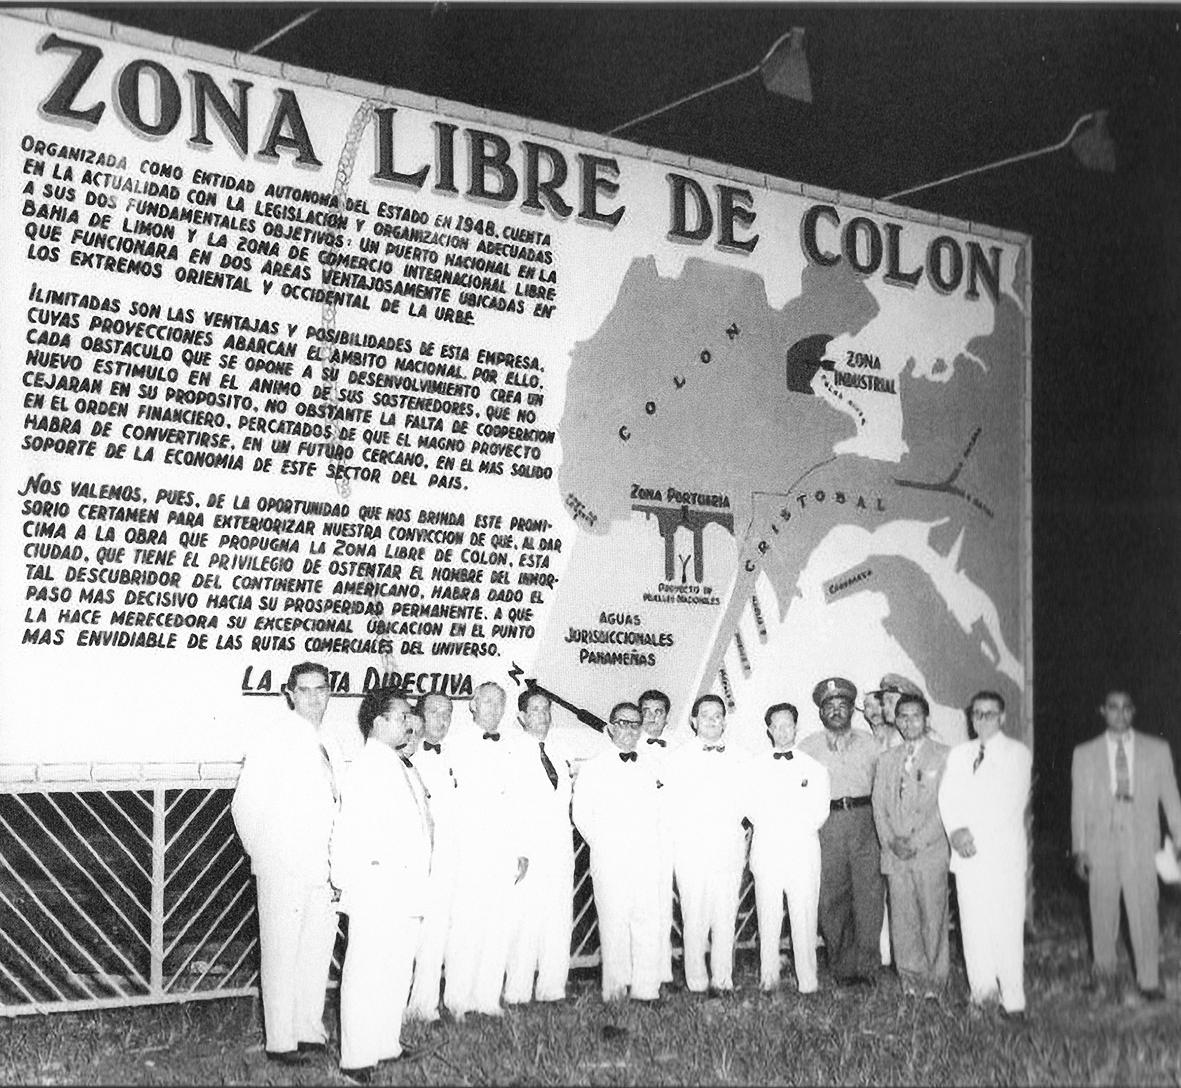 ZONA LIBRE DE COLON
ORGANIZADA COMO ENTIDAD AUTONOMA DEL ESTADO EN 1948, CUENTA
EN LA ACTUALIDAD CON LA LEGISLACION Y ORGANIZACION ADECUADAS
A SUS DOS FUNDAMENTALES OBJETIVOS: UN PUERTO NACIONAL EN LA
BAHIA DE LIMON Y LA ZONA DE COMERCIO INTERNACIONAL LIBRE
QUE FUNCIONARA EN DOS AREAS VENTAJOSAMENTE UBICADAS EN
LOS EXTREMOS ORIENTAL Y OCCIDENTAL DE LA URBE.
ILIMITADAS SON LAS VENTAJAS Y POSIBILIDADES DE ESTA EMPRESA,
CUYAS PROYECCIONES ABARCAN EL AMBITO NACIONAL. POR ELLO,
CADA OBSTACULO QUE SE OPONE A SU DESENVOLVIMIENTO CREA UN
NUEVO ESTIMULO EN EL ANIMO DE SUS SOSTENEDORES, QUE NO
CEJARAN EN SU PROPOSITO, NO OBSTANTE LA FALTA DE COOPERACION
EN EL ORDEN FINANCIERO, PERCATADOS DE QUE EL MAGNO PROYECTO
HABRA DE CONVERTIRSE, EN UN FUTURO CERCANO, EN EL MAS SOLIDO
SOPORTE DE LA ECONOMIA DE ESTE SECTOR DEL PAIS.
NOS VALEMOS, PUES, DE LA OPORTUNIDAD QUE NOS BRINDA ESTE PROMI-
SORIO CERTAMEN PARA EXTERIORIZAR NUESTRA CONVICCION DE QUE, AL DAR
CIMA A LA OBRA QUE PROPUGNA LA ZONA LIBRE DE COLON, ESTA
CIUDAD, QUE TIENE EL PRIVILEGIO DE OSTENTAR EL NOMBRE DEL INMOR-
TAL DESCUBRIDOR DEL CONTINENTE AMERICANO, HABRA DADO EL
PASO MAS DECISIVO HACIA SU PROSPERIDAD PERMANENTE, A QUE
LA HACE MERECEDORA SU EXCEPCIONAL UBICACION EN EL PUNTO
MAS ENVIDIABLE DE LAS RUTAS COMERCIALES DEL UNIVERSO.
LA DIRECTIVA
COLON
ZONA
INDUSTRIAL
ZONA PORTUARIA
CRISTOBAL
PROYECTO DE
MUELLES NACIONALES
AGUAS
JURISDICCIONALES
PANAMEÑAS
N